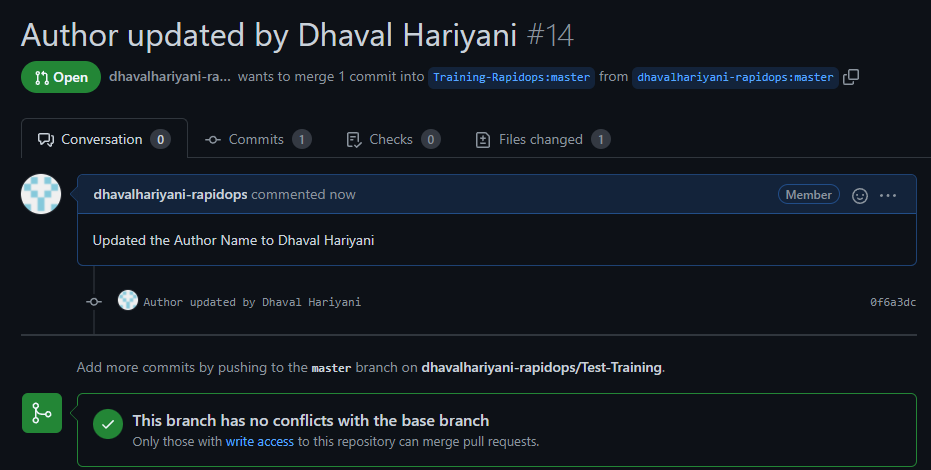 Author updated by Dhaval Hariyani #14
Open dhavalhariyani-ra... wants to merge 1 commit into Training-Rapidops:master from dhavalhariyani-rapidops:master
Conversation 0 Commits 1 Checks 0 Files changed 1
dhavalhariyani-rapidops commented now Member ...
Updated the Author Name to Dhaval Hariyani
Author updated by Dhaval Hariyani 0f6a3dc
Add more commits by pushing to the master branch on dhavalhariyani-rapidops/Test-Training.
This branch has no conflicts with the base branch
Only those with write access to this repository can merge pull requests.